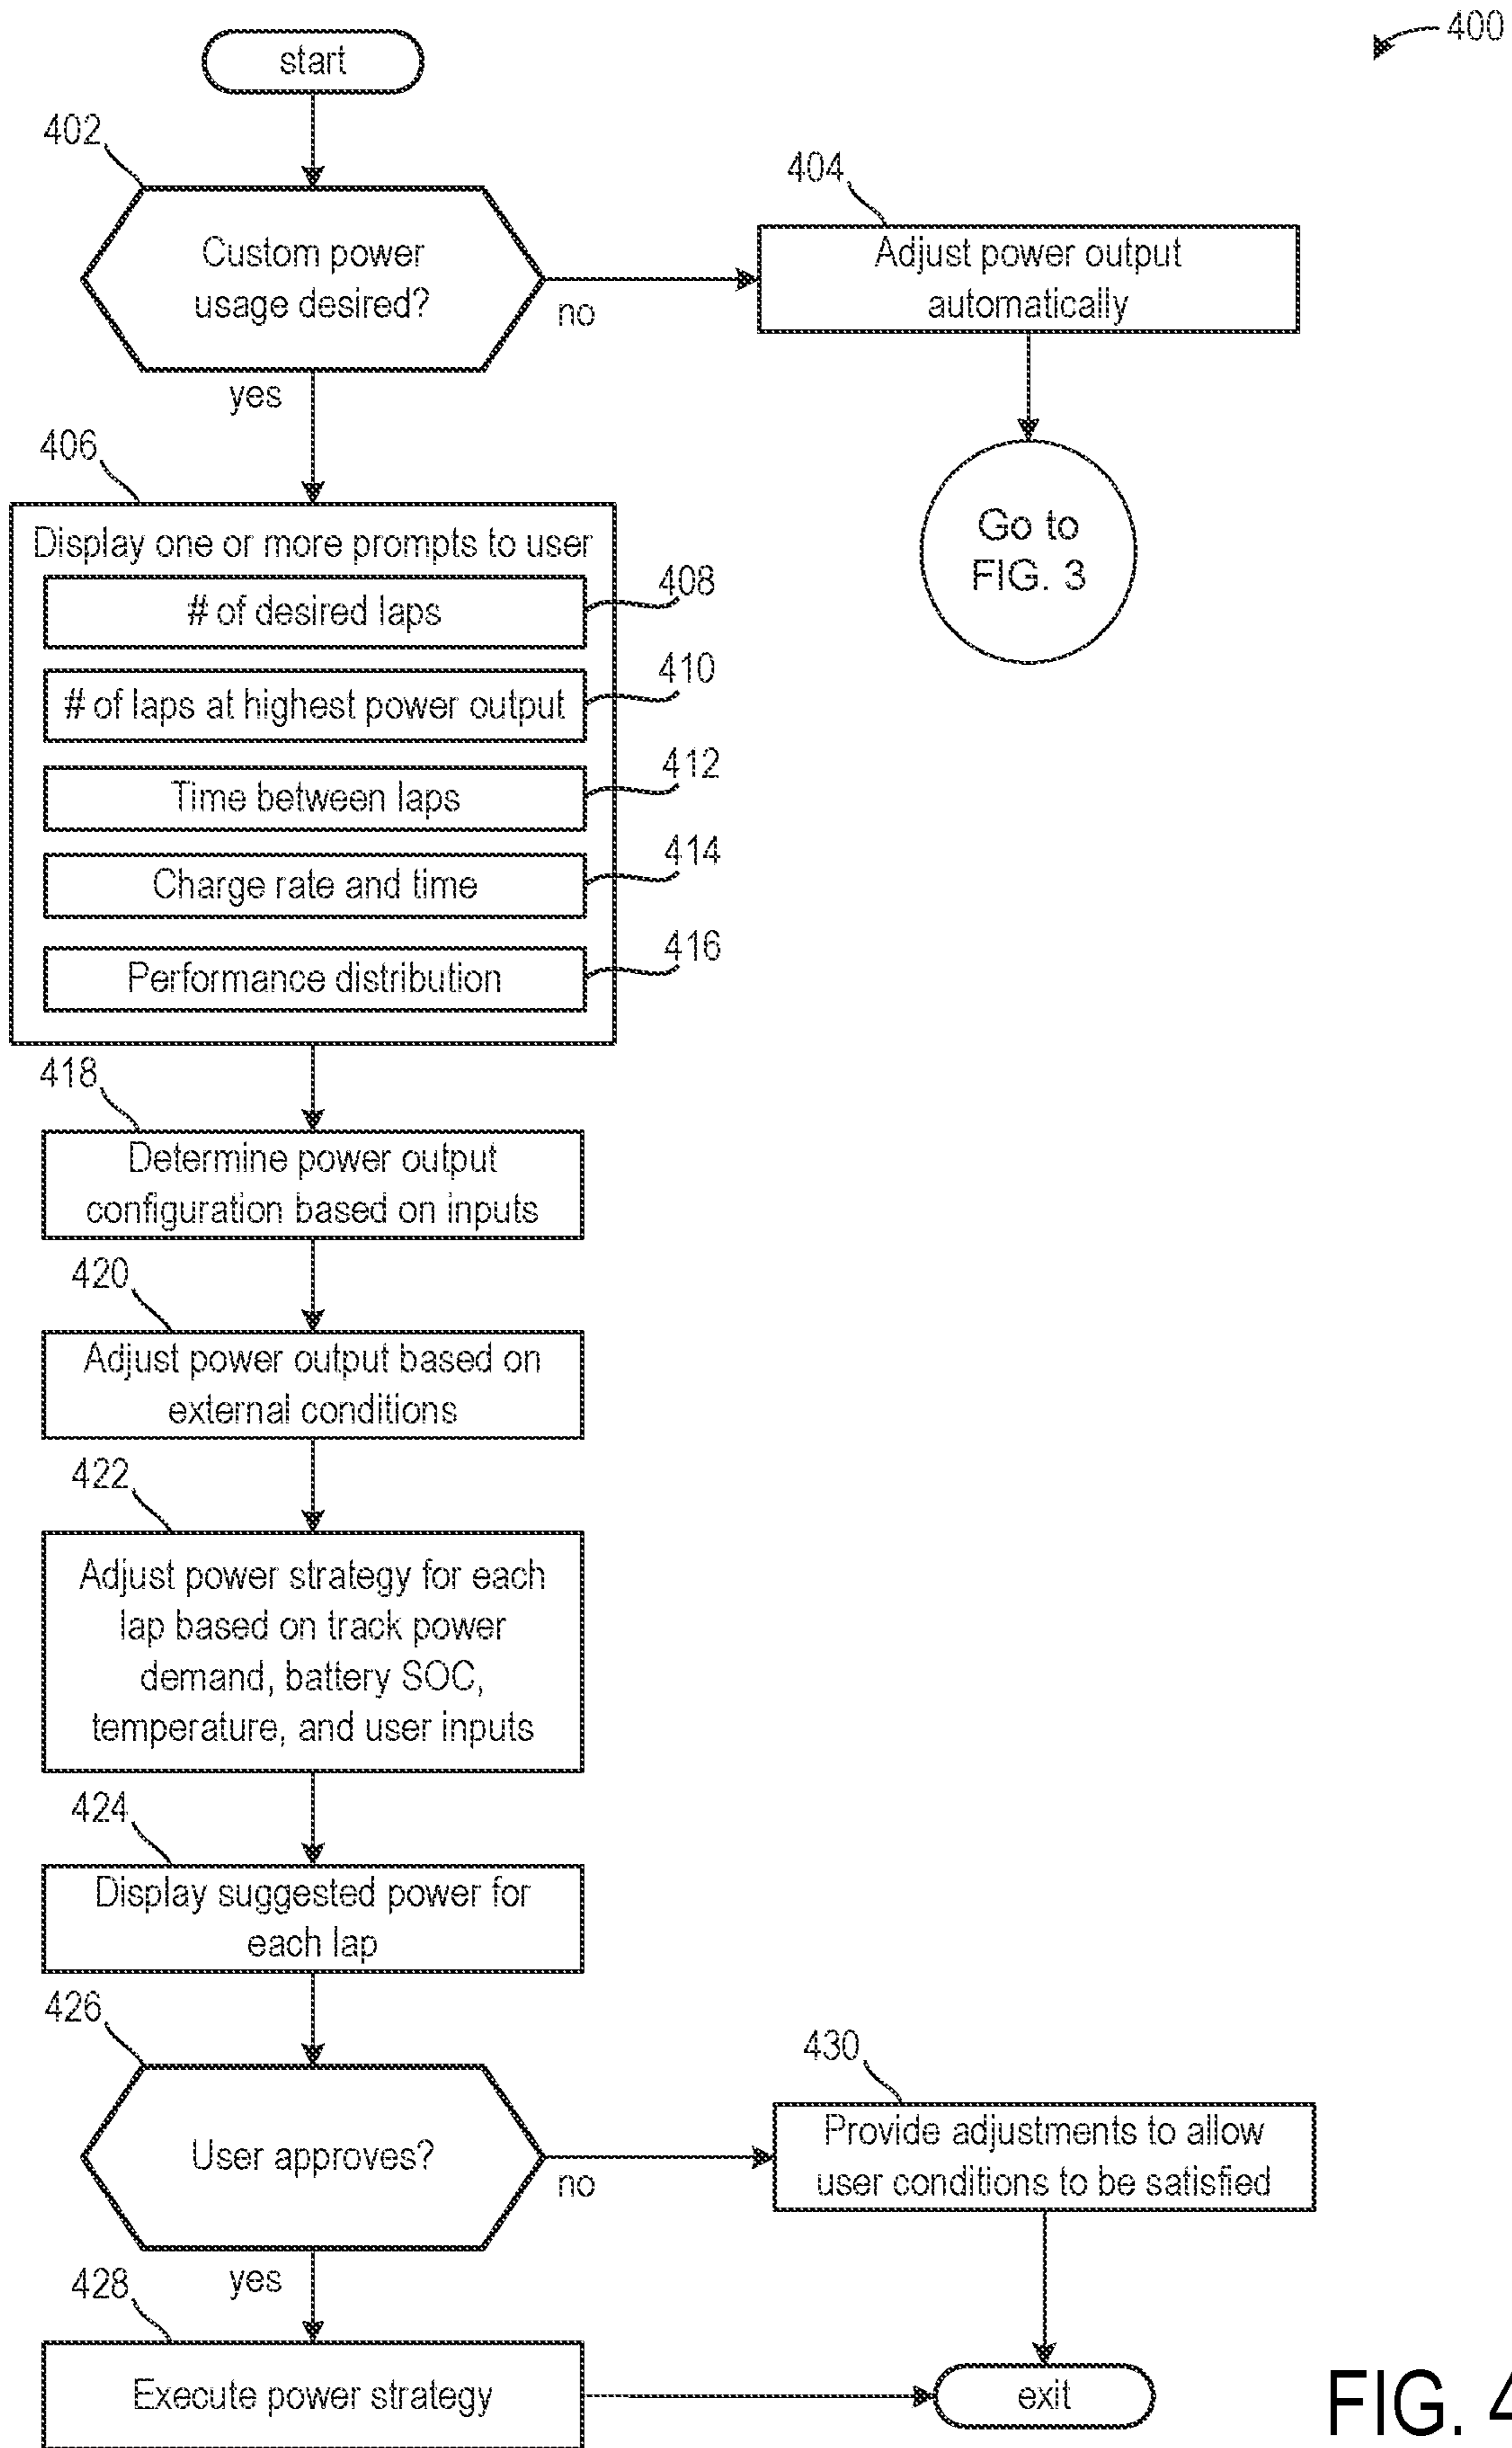 400
start
402
Custom power
usage desired?
no
yes
404
Adjust power output
automatically
Go to
FIG. 3
406
Display one or more prompts to user
# of desired laps
408
# of laps at highest power output
410
Time between laps
412
Charge rate and time
414
Performance distribution
416
418
Determine power output
configuration based on inputs
420
Adjust power output based on
external conditions
422
Adjust power strategy for each
lap based on track power
demand, battery SOC,
temperature, and user inputs
424
Display suggested power for
each lap
426
User approves?
no
yes
430
Provide adjustments to allow
user conditions to be satisfied
428
Execute power strategy
exit
FIG. 4